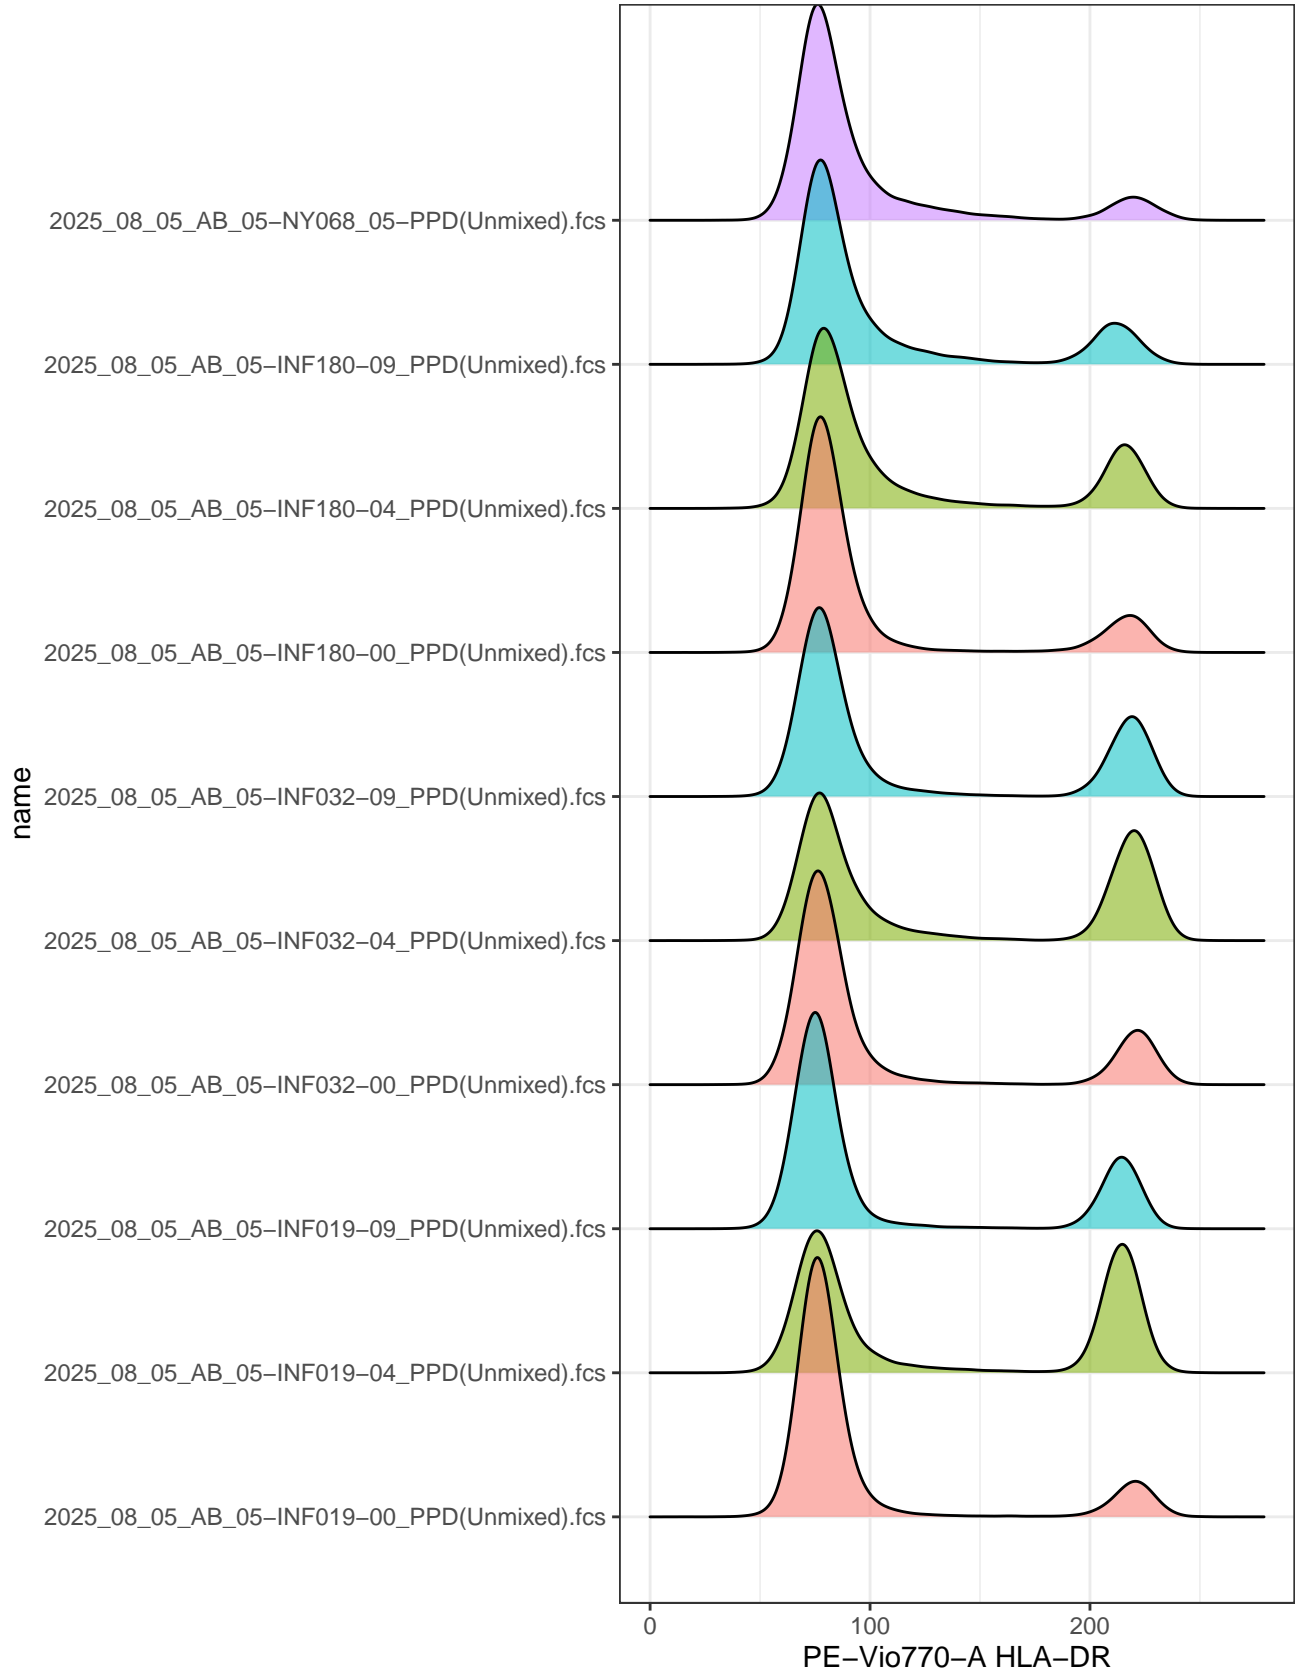 2025_08_05_AB_05−NY068_05−PPD(Unmixed).fcs
2025_08_05_AB_05−INF180−09_PPD(Unmixed).fcs
2025_08_05_AB_05−INF180−04_PPD(Unmixed).fcs
2025_08_05_AB_05−INF180−00_PPD(Unmixed).fcs
name
2025_08_05_AB_05−INF032−09_PPD(Unmixed).fcs
2025_08_05_AB_05−INF032−04_PPD(Unmixed).fcs
2025_08_05_AB_05−INF032−00_PPD(Unmixed).fcs
2025_08_05_AB_05−INF019−09_PPD(Unmixed).fcs
2025_08_05_AB_05−INF019−04_PPD(Unmixed).fcs
2025_08_05_AB_05−INF019−00_PPD(Unmixed).fcs
0 100 200
PE−Vio770−A HLA−DR